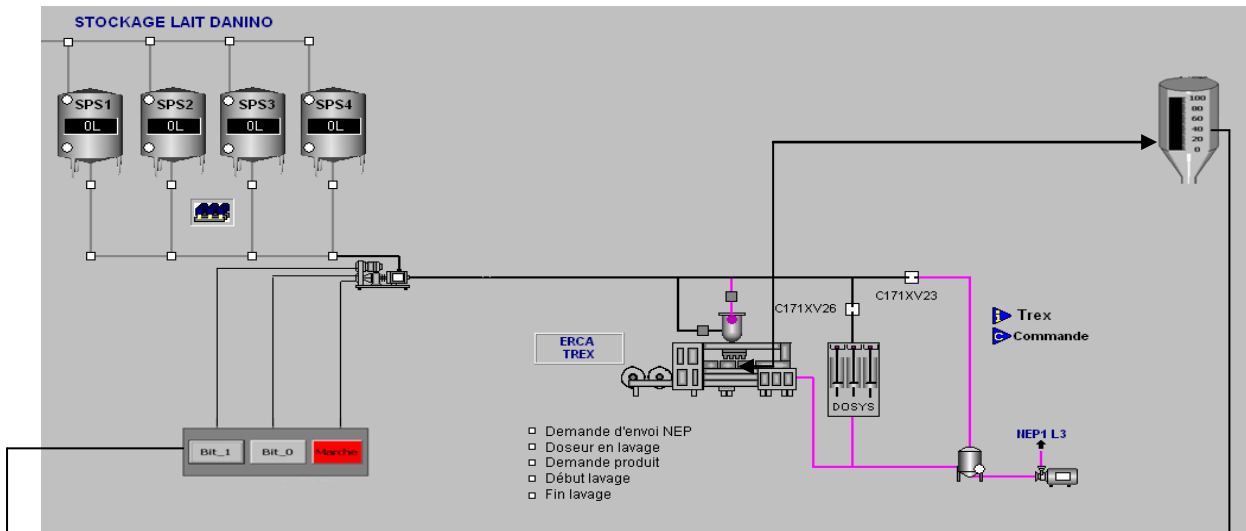 STOCKAGE LAIT DANINO
SPS1
SPS2
SPS3
SPS4
0L
0L
0L
0L
100
80
60
40
20
0
C171XV26
C171XV23
Trex
Commande
ERCA
TREX
DOSYS
Demande d'envoi NEP
Doseur en lavage
Demande produit
Début lavage
Fin lavage
NEP1 L3
Bit_1
Bit_0
Marche